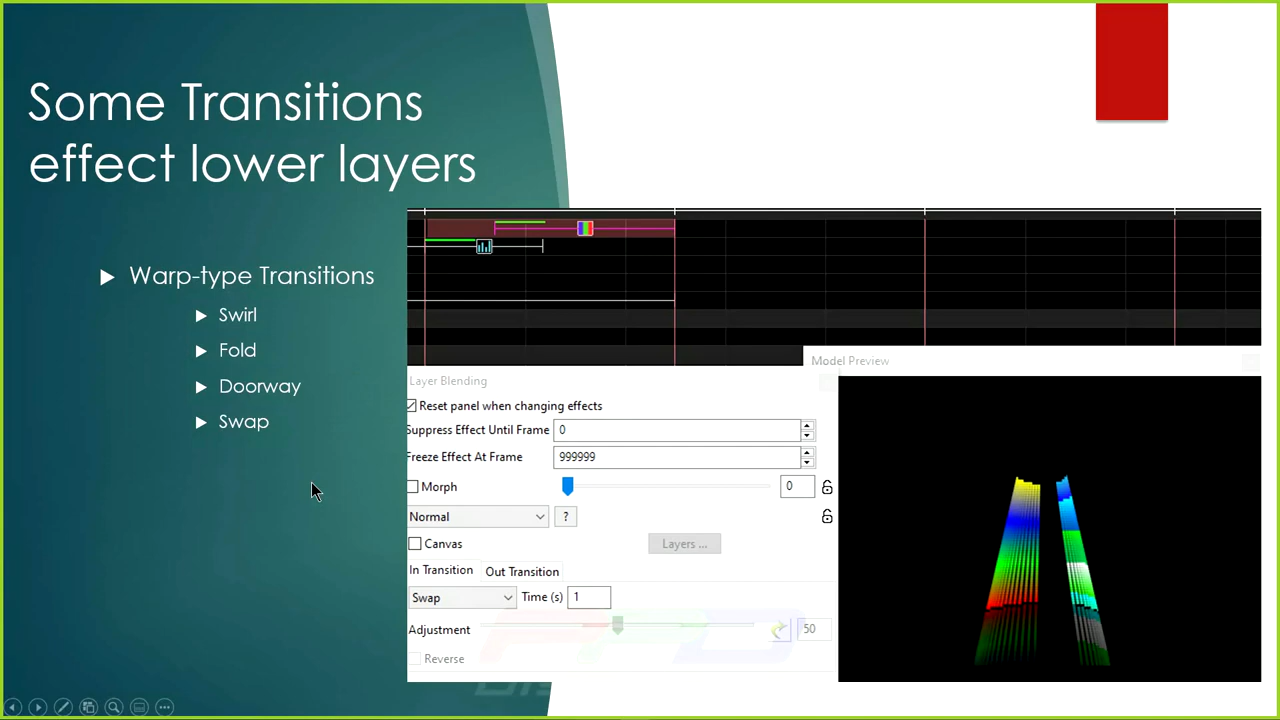 Some Transitions
effect lower layers
Warp-type Transitions
Swirl
Fold
Doorway
Swap
Model Preview
Layer Blending
Reset panel when changing effects
Suppress Effect Until Frame 0
Freeze Effect At Frame 999999
Morph 0
Normal ?
Canvas Layers ...
In Transition Out Transition
Swap Time (s) 1
Adjustment 50
Reverse